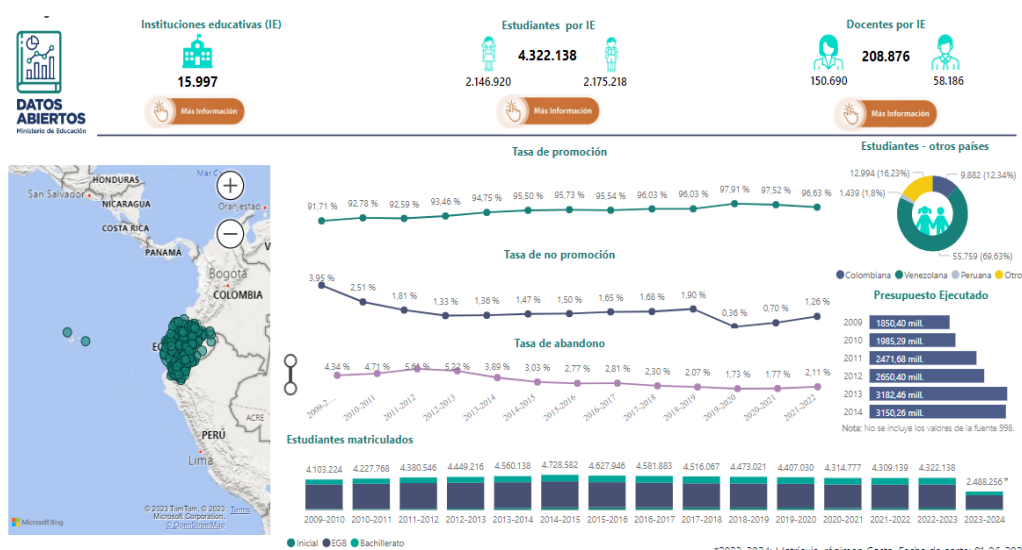 Instituciones educativas (IE)
15.997
Más Información
Estudiantes por IE
4.322.138
2.146.920
2.175.218
Más Información
Docentes por IE
208.876
150.690
58.186
Más Información
DATOS
ABIERTOS
Ministerio de Educación
HONDURAS
San Salvador
NICARAGUA
Oranjestad
COSTA RICA
PANAMÁ
Bogotá
COLOMBIA
ACRE
PERÚ
Lima
Microsoft Bing
© 2023 TomTom, © 2023
Microsoft Corporation,
© OpenStreetMap
Terms
Tasa de promoción
91,71 %
92,78 %
92,59 %
93,46 %
94,75 %
95,50 %
95,73 %
95,54 %
96,03 %
96,03 %
97,91 %
97,52 %
96,63 %
Tasa de no promoción
3,95 %
2,51 %
1,81 %
1,33 %
1,36 %
1,47 %
1,50 %
1,65 %
1,68 %
1,90 %
0,36 %
0,70 %
1,26 %
Tasa de abandono
4,34 %
4,71 %
3,89 %
3,03 %
2,77 %
2,81 %
2,30 %
2,07 %
1,73 %
1,77 %
2,11 %
2009-2...
2010-2011
2011-2012
2012-2013
2013-2014
2014-2015
2015-2016
2016-2017
2017-2018
2018-2019
2019-2020
2020-2021
2021-2022
Estudiantes - otros países
12.994 (16,23%)
9.882 (12,34%)
1.439 (1,8%)
55.759 (69,63%)
Colombiana Venezolana Peruana Otro
Presupuesto Ejecutado
2009 1850,40 mill.
2010 1985,29 mill.
2011 2471,68 mill.
2012 2650,40 mill.
2013 3182,46 mill.
2014 3150,26 mill.
Nota: No se incluye los valores de la fuente 998.
Estudiantes matriculados
4.103.224
4.227.768
4.380.546
4.449.216
4.560.138
4.728.582
4.627.946
4.581.883
4.516.067
4.473.021
4.407.030
4.314.777
4.309.139
4.322.138
2.488.256*
2009-2010
2010-2011
2011-2012
2012-2013
2013-2014
2014-2015
2015-2016
2016-2017
2017-2018
2018-2019
2019-2020
2020-2021
2021-2022
2022-2023
2023-2024
Inicial EGB Bachillerato